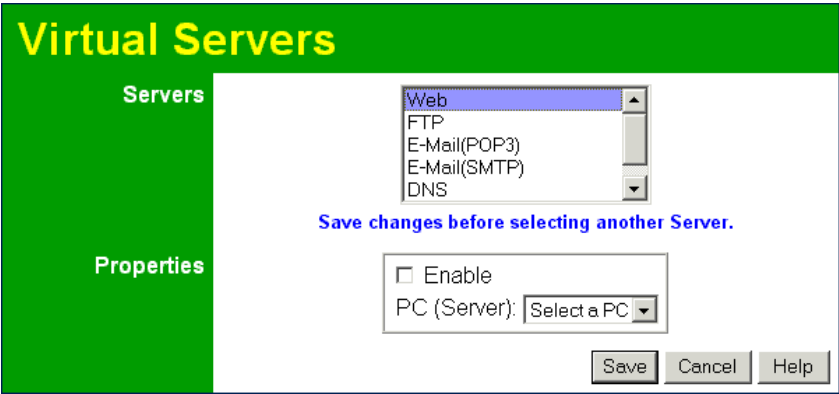 Virtual Servers
Servers
Web
FTP
E-Mail(POP3)
E-Mail(SMTP)
DNS
Save changes before selecting another Server.
Properties
Enable
PC (Server): Select a PC
Save Cancel Help